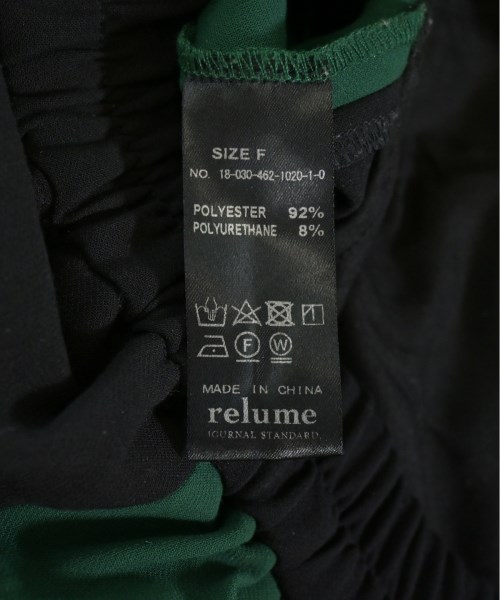 SIZE F
NO. 18-030-462-1020-1-0
POLYESTER 92%
POLYURETHANE 8%
F W
MADE IN CHINA
relume
JOURNAL STANDARD